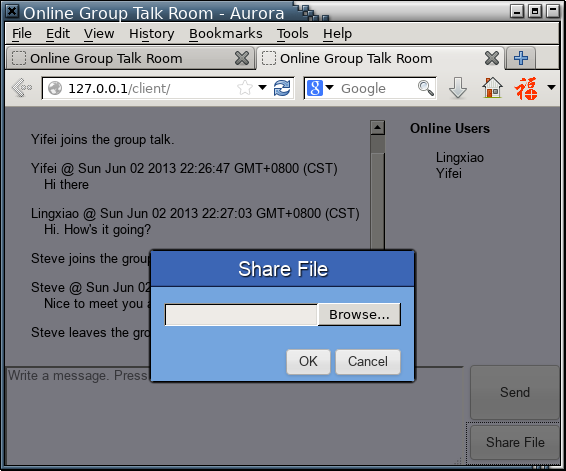 Online Group Talk Room - Aurora
File Edit View History Bookmarks Tools Help
Online Group Talk Room
Online Group Talk Room
127.0.0.1/client/
8 Google
福
Yifei joins the group talk.
Yifei @ Sun Jun 02 2013 22:26:47 GMT+0800 (CST)
Hi there
Lingxiao @ Sun Jun 02 2013 22:27:03 GMT+0800 (CST)
Hi. How's it going?
Steve joins the group
Steve @ Sun Jun 02
Nice to meet you
Steve leaves the
Online Users
Lingxiao
Yifei
Share File
Browse...
OK
Cancel
Write a message. Press
Send
Share File